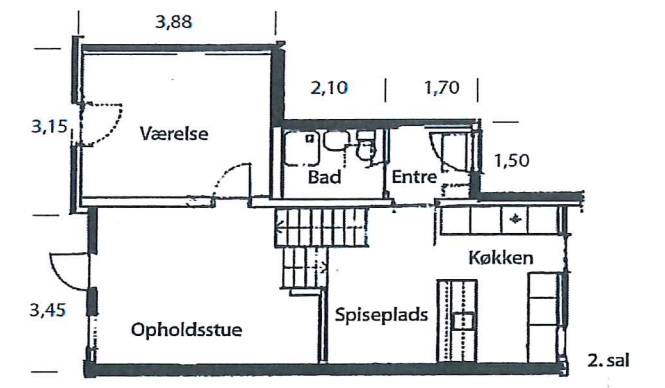 3,88
2,10
1,70
3,15
Værelse
1,50
Bad
Entre
Køkken
3,45
Spiseplads
Opholdsstue
2. sal